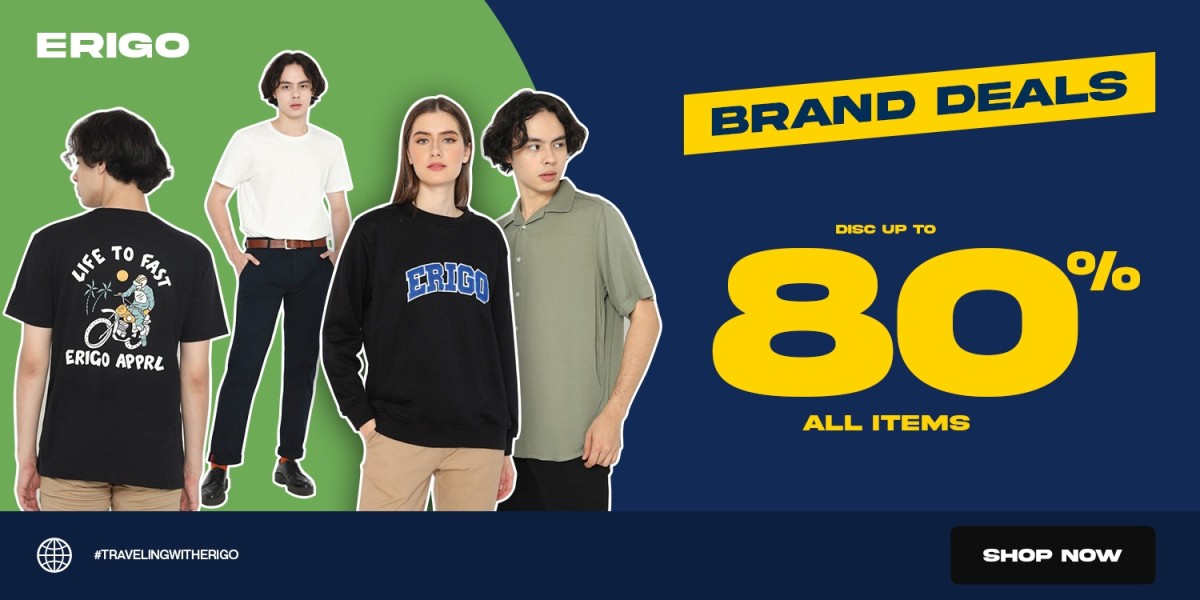 ERIGO
LIFE TO FAST
ERIGO APPRL
ERIGO
BRAND DEALS
DISC UP TO
80%
ALL ITEMS
#TRAVELINGWITHERIGO
SHOP NOW